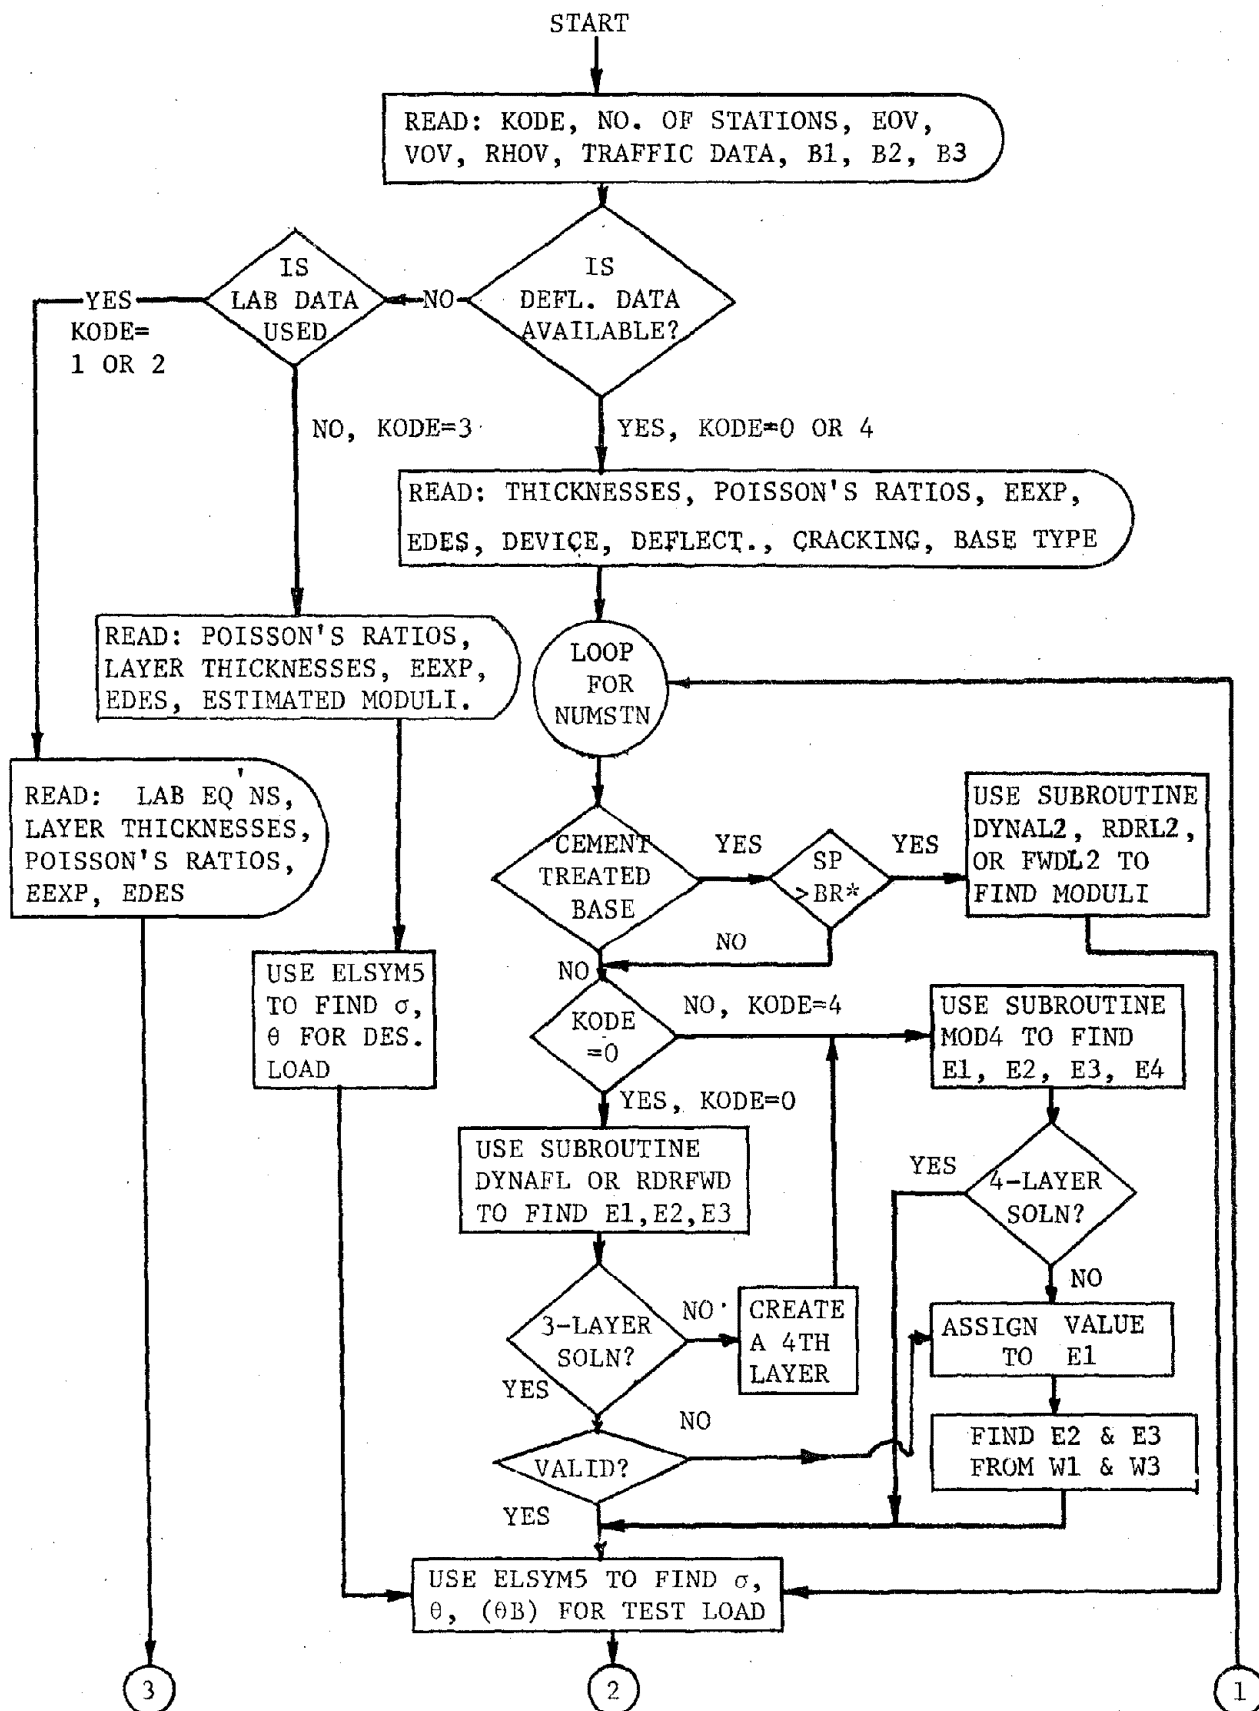 START
READ: KODE, NO. OF STATIONS, EOV,
VOV, RHOV, TRAFFIC DATA, B1, B2, B3
IS
LAB DATA
USED
IS
DEFL. DATA
AVAILABLE?
NO
YES
KODE=
1 OR 2
NO, KODE=3
YES, KODE=0 OR 4
READ: THICKNESSES, POISSON'S RATIOS, EEXP,
EDES, DEVICE, DEFLECT., CRACKING, BASE TYPE
READ: POISSON'S RATIOS,
LAYER THICKNESSES, EEXP,
EDES, ESTIMATED MODULI.
LOOP
FOR
NUMSTN
READ: LAB EQ'NS,
LAYER THICKNESSES,
POISSON'S RATIOS,
EEXP, EDES
CEMENT
TREATED
BASE
YES
SP
>BR*
YES
USE SUBROUTINE
DYNAL2, RDRL2,
OR FWDL2 TO
FIND MODULI
NO
NO
USE ELSYM5
TO FIND σ,
θ FOR DES.
LOAD
KODE
=0
NO, KODE=4
USE SUBROUTINE
MOD4 TO FIND
E1, E2, E3, E4
YES, KODE=0
USE SUBROUTINE
DYNAFL OR RDRFWD
TO FIND E1,E2,E3
YES
4-LAYER
SOLN?
NO
3-LAYER
SOLN?
NO
CREATE
A 4TH
LAYER
ASSIGN VALUE
TO E1
YES
NO
VALID?
FIND E2 & E3
FROM W1 & W3
YES
USE ELSYM5 TO FIND σ,
θ, (θB) FOR TEST LOAD
3
2
1